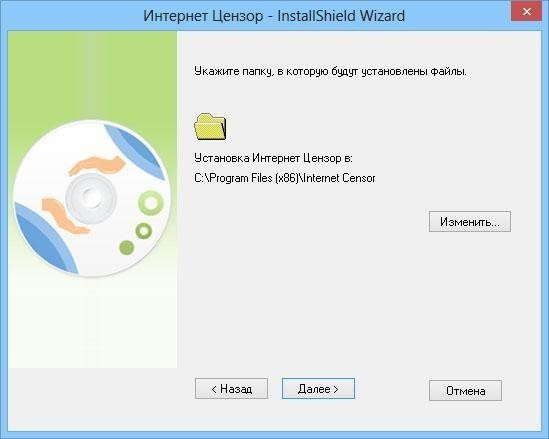 Интернет Цензор - InstallShield Wizard
Укажите папку, в которую будут установлены файлы.
Установка Интернет Цензор в:
C:\Program Files (x86)\Internet Censor
Изменить...
< Назад
Далее >
Отмена